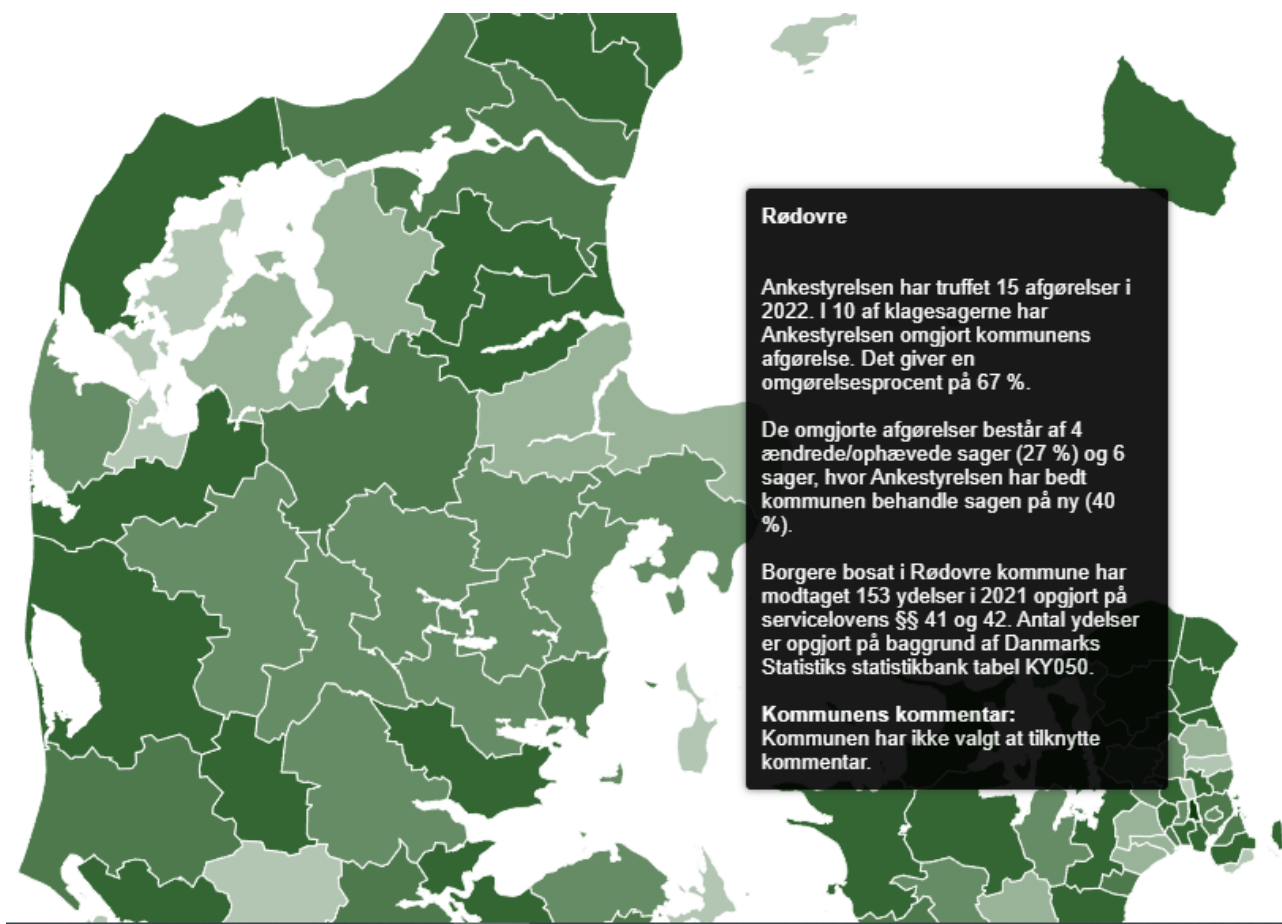 Rødovre
Ankestyrelsen har truffet 15 afgørelser i
2022. I 10 af klagesagerne har
Ankestyrelsen omgjort kommunens
afgørelse. Det giver en
omgørelsesprocent på 67 %.
De omgjorte afgørelser består af 4
ændrede/ophævede sager (27 %) og 6
sager, hvor Ankestyrelsen har bedt
kommunen behandle sagen på ny (40
%).
Borgere bosat i Rødovre kommune har
modtaget 153 ydelser i 2021 opgjort på
servicelovens §§ 41 og 42. Antal ydelser
er opgjort på baggrund af Danmarks
Statistiks statistikbank tabel KY050.
Kommunens kommentar:
Kommunen har ikke valgt at tilknytte
kommentar.